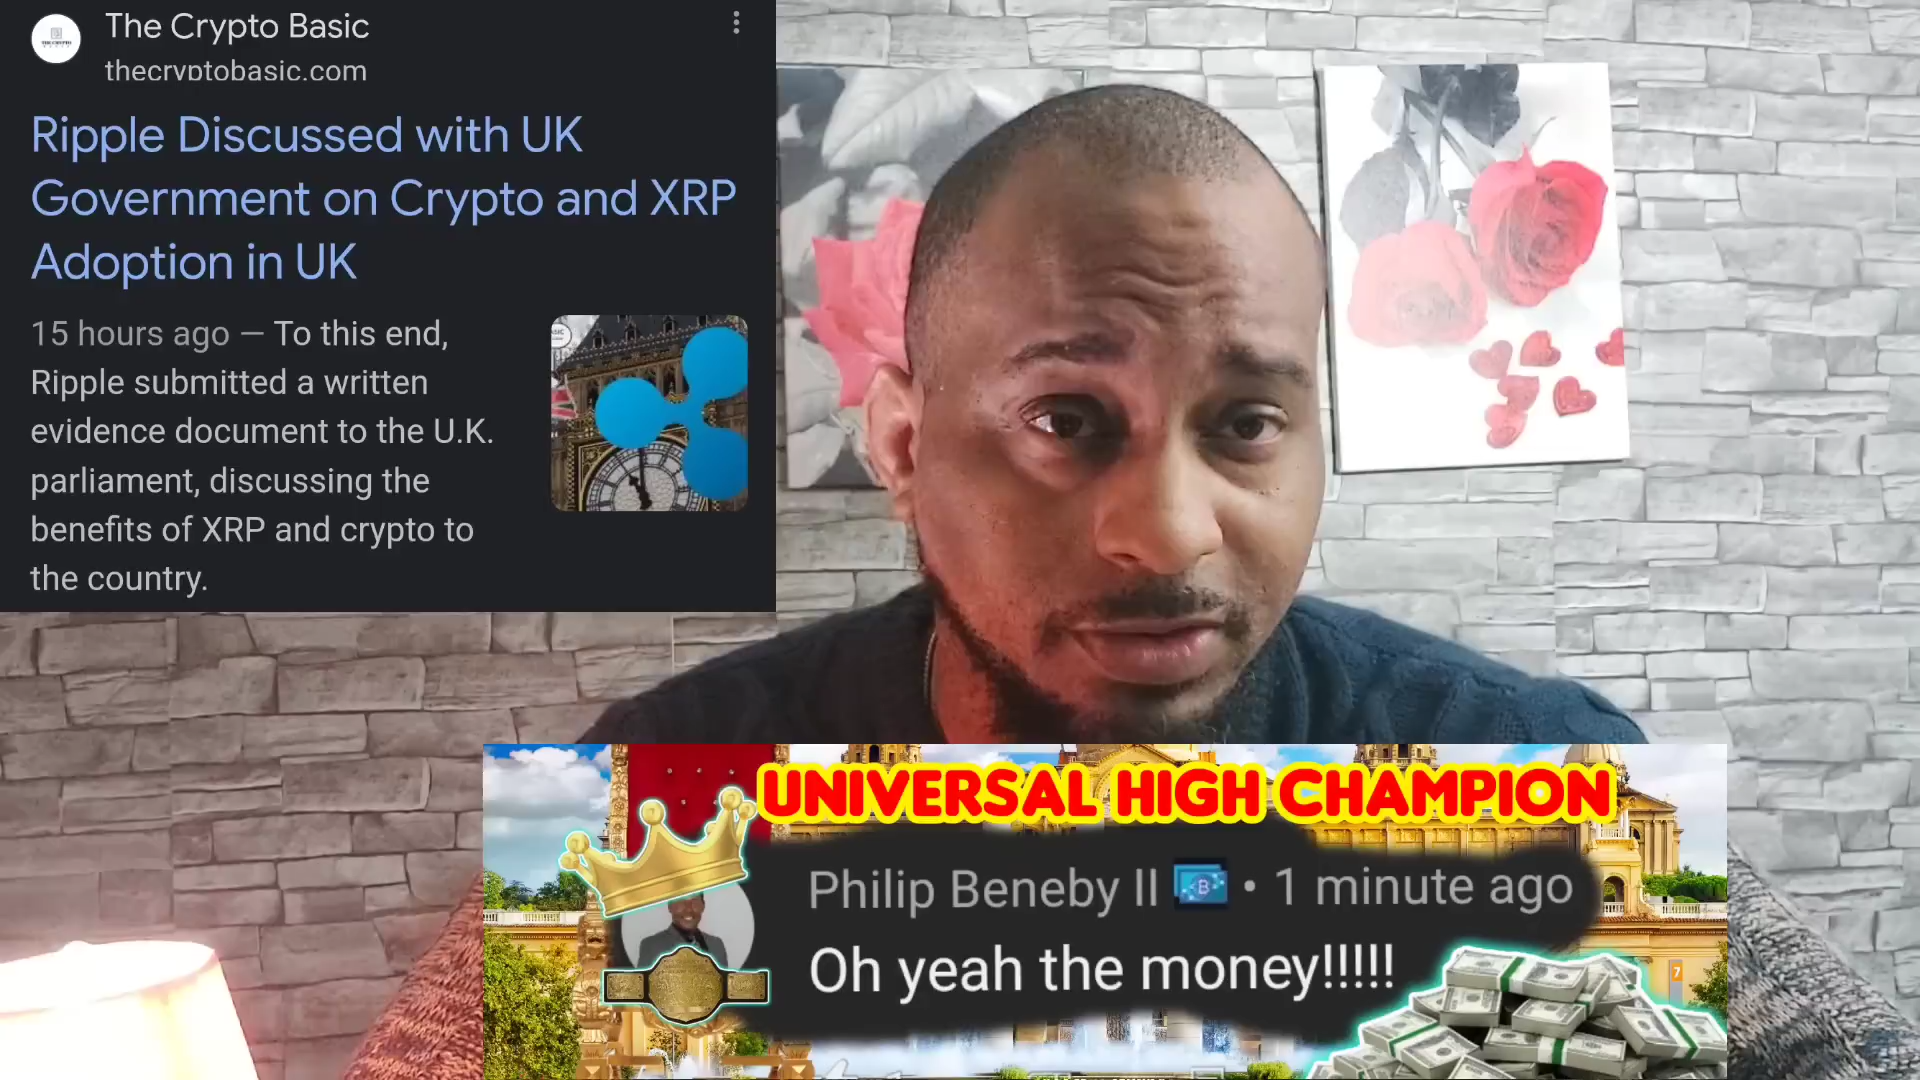 The Crypto Basic
thecryptobasic.com
Ripple Discussed with UK
Government on Crypto and XRP
Adoption in UK
15 hours ago — To this end,
Ripple submitted a written
evidence document to the U.K.
parliament, discussing the
benefits of XRP and crypto to
the country.
UNIVERSAL HIGH CHAMPION
Philip Beneby ll • 1 minute ago
Oh yeah the money!!!!!
7